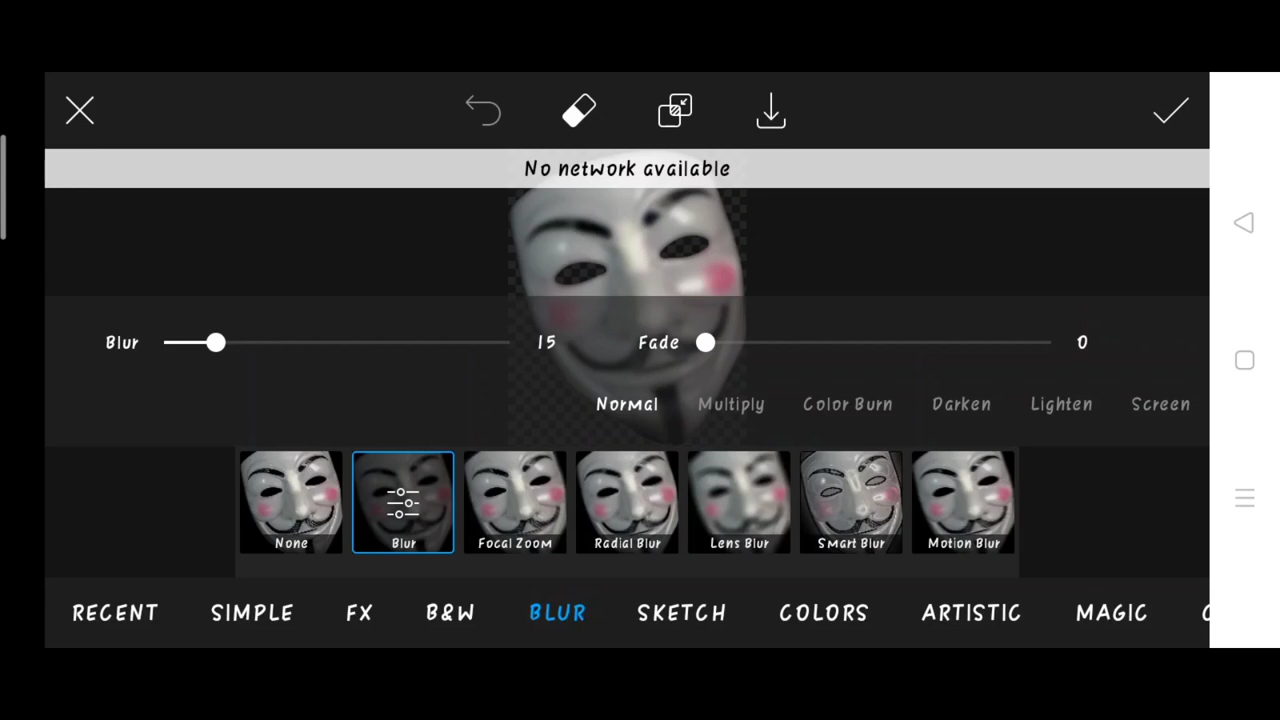 No network available
Blur 15 Fade 0
Normal Multiply Color Burn Darken Lighten Screen
None Blur Focal Zoom Radial Blur Lens Blur Smart Blur Motion Blur
RECENT SIMPLE FX B&W BLUR SKETCH COLORS ARTISTIC MAGIC